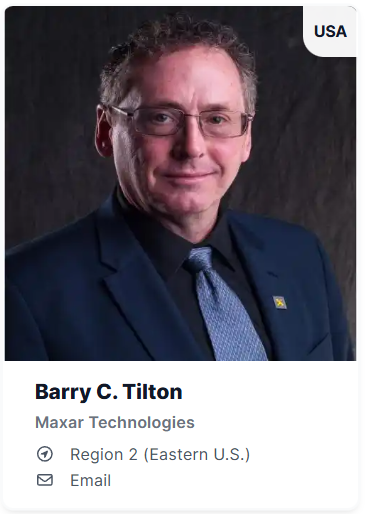 USA
Barry C. Tilton
Maxar Technologies
Region 2 (Eastern U.S.)
Email